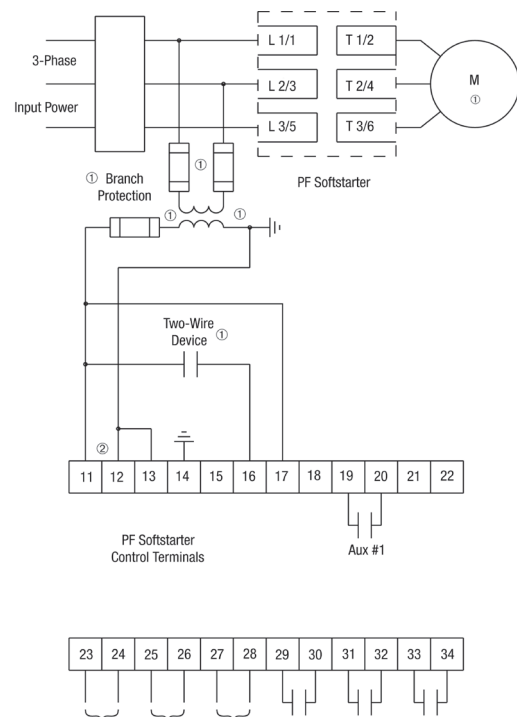 3-Phase
Input Power
L 1/1
T 1/2
L 2/3
T 2/4
L 3/5
T 3/6
M
①
PF Softstarter
① Branch
Protection
①
①
①
Two-Wire
Device ①
②
11 12 13 14 15 16 17 18 19 20 21 22
Aux #1
PF Softstarter
Control Terminals
23 24 25 26 27 28 29 30 31 32 33 34